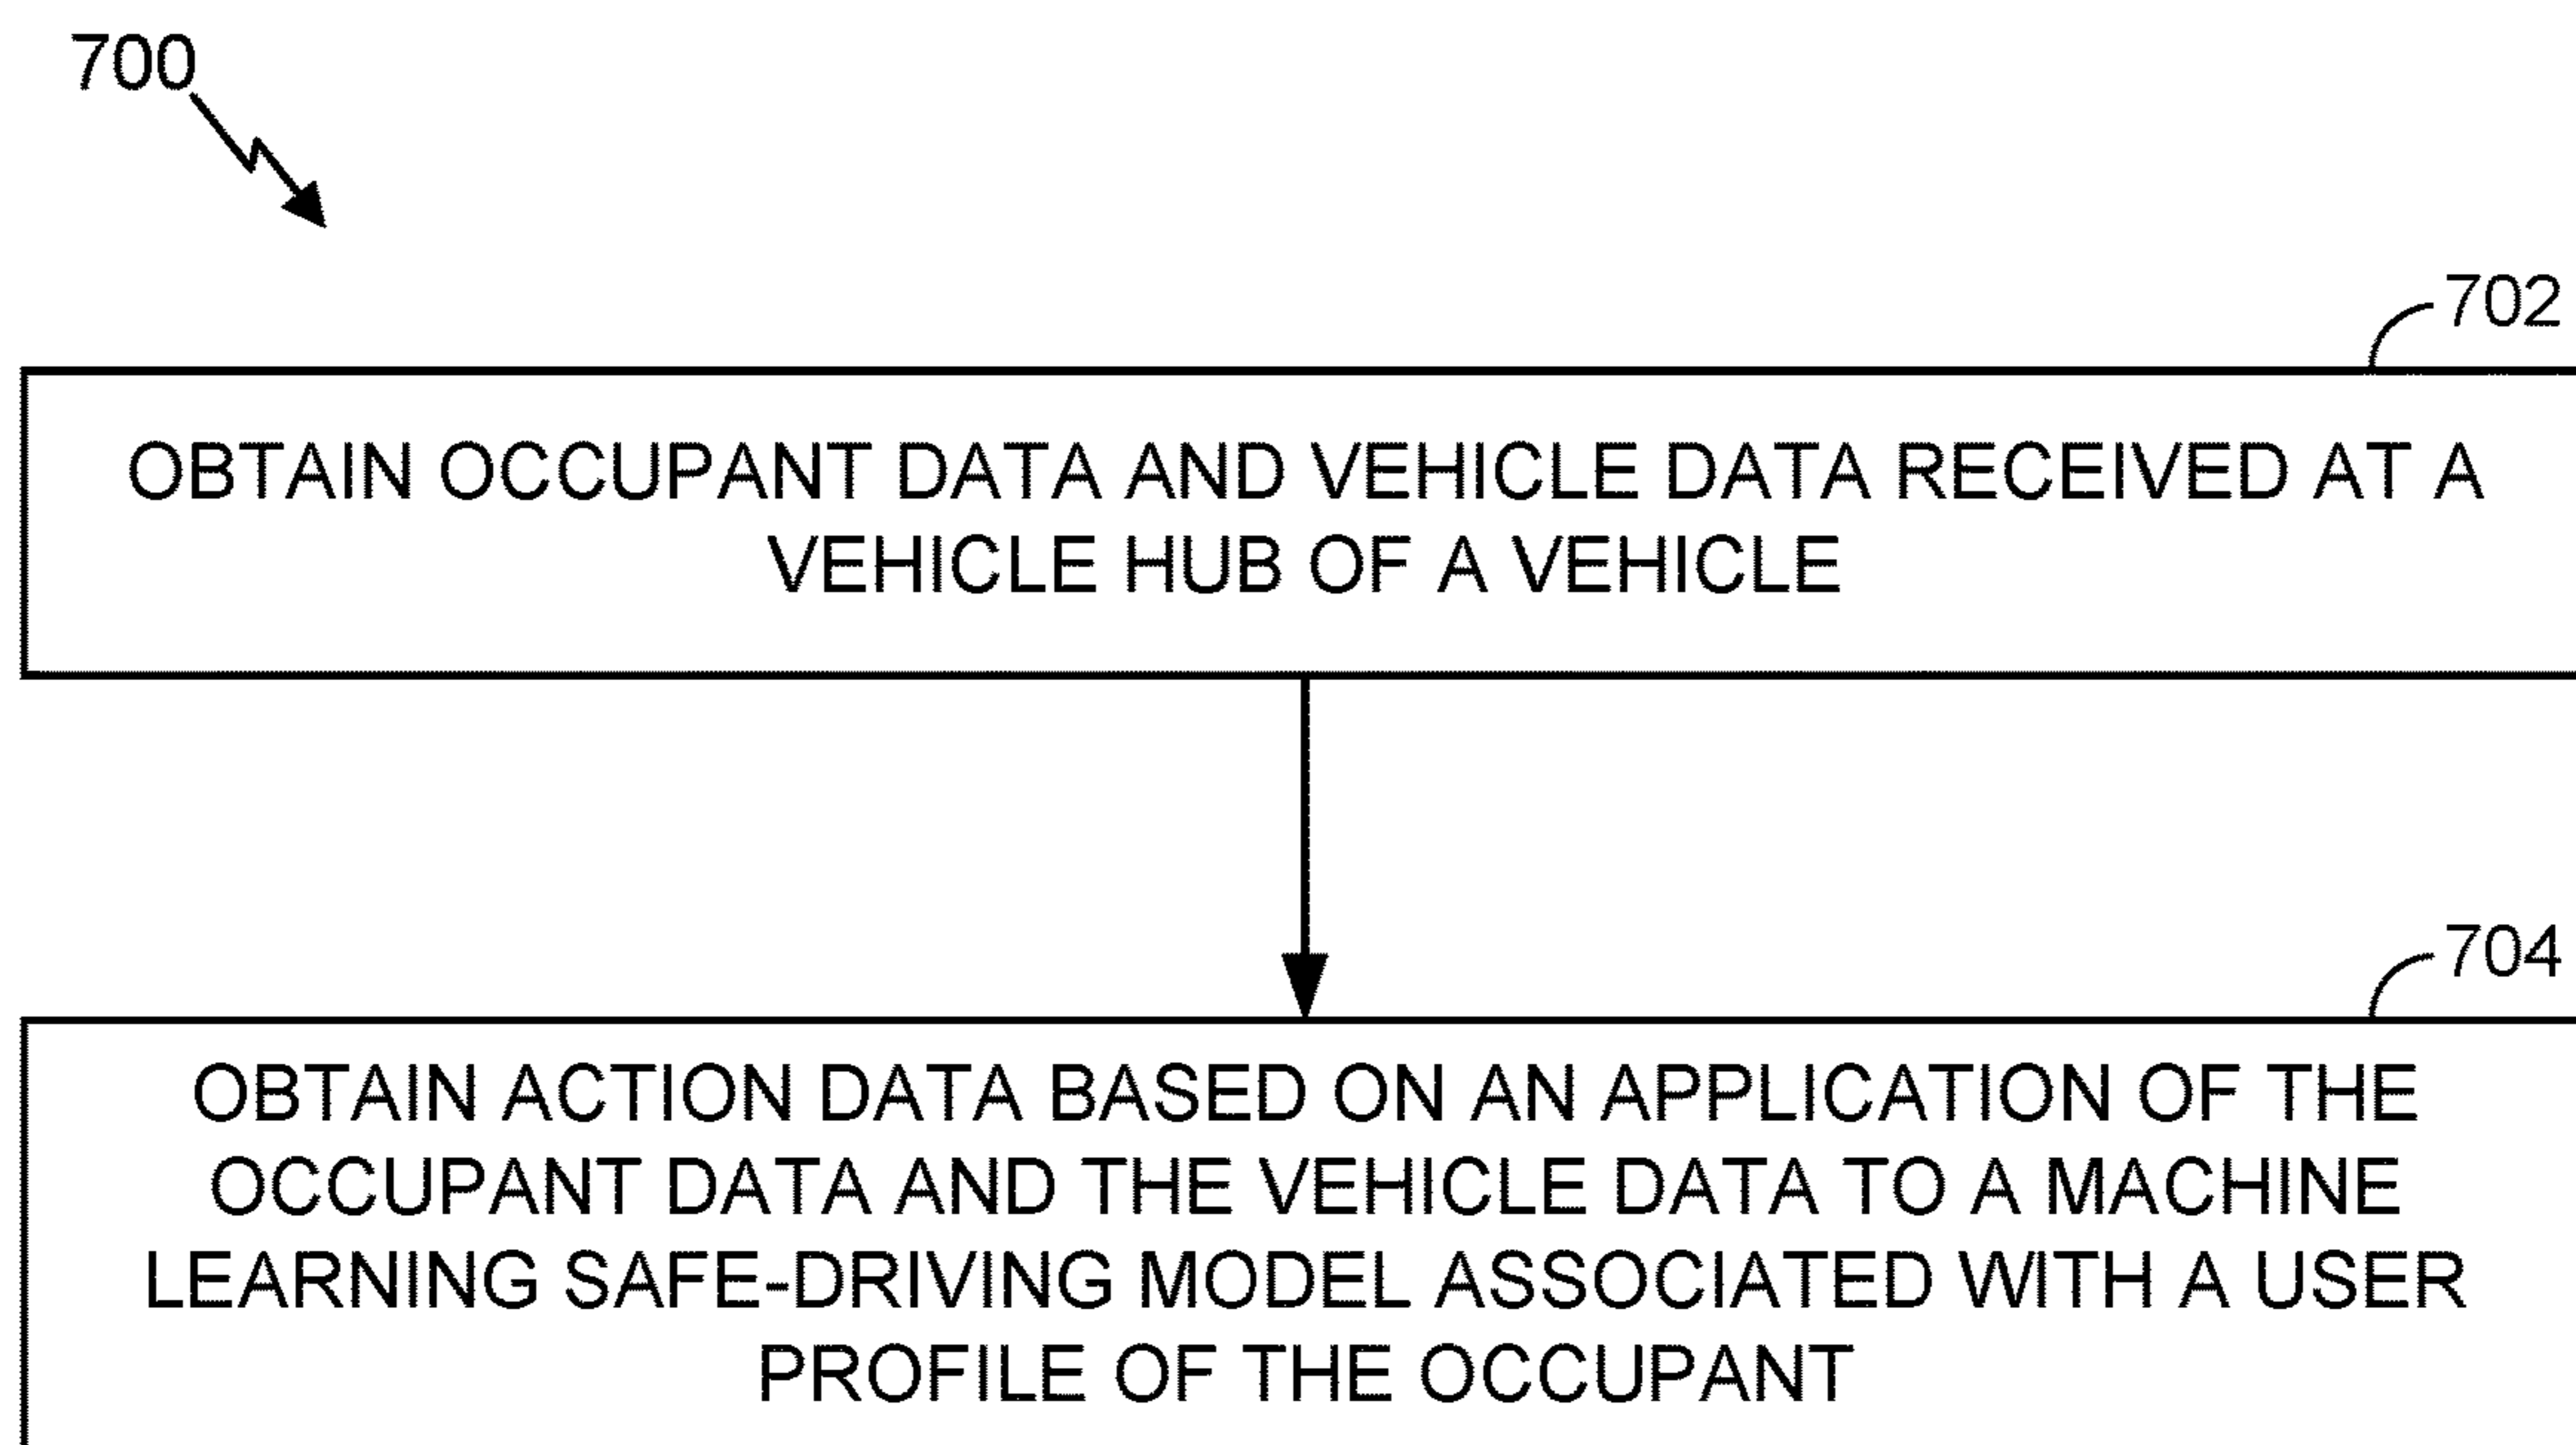 700
702
OBTAIN OCCUPANT DATA AND VEHICLE DATA RECEIVED AT A
VEHICLE HUB OF A VEHICLE
704
OBTAIN ACTION DATA BASED ON AN APPLICATION OF THE
OCCUPANT DATA AND THE VEHICLE DATA TO A MACHINE
LEARNING SAFE-DRIVING MODEL ASSOCIATED WITH A USER
PROFILE OF THE OCCUPANT